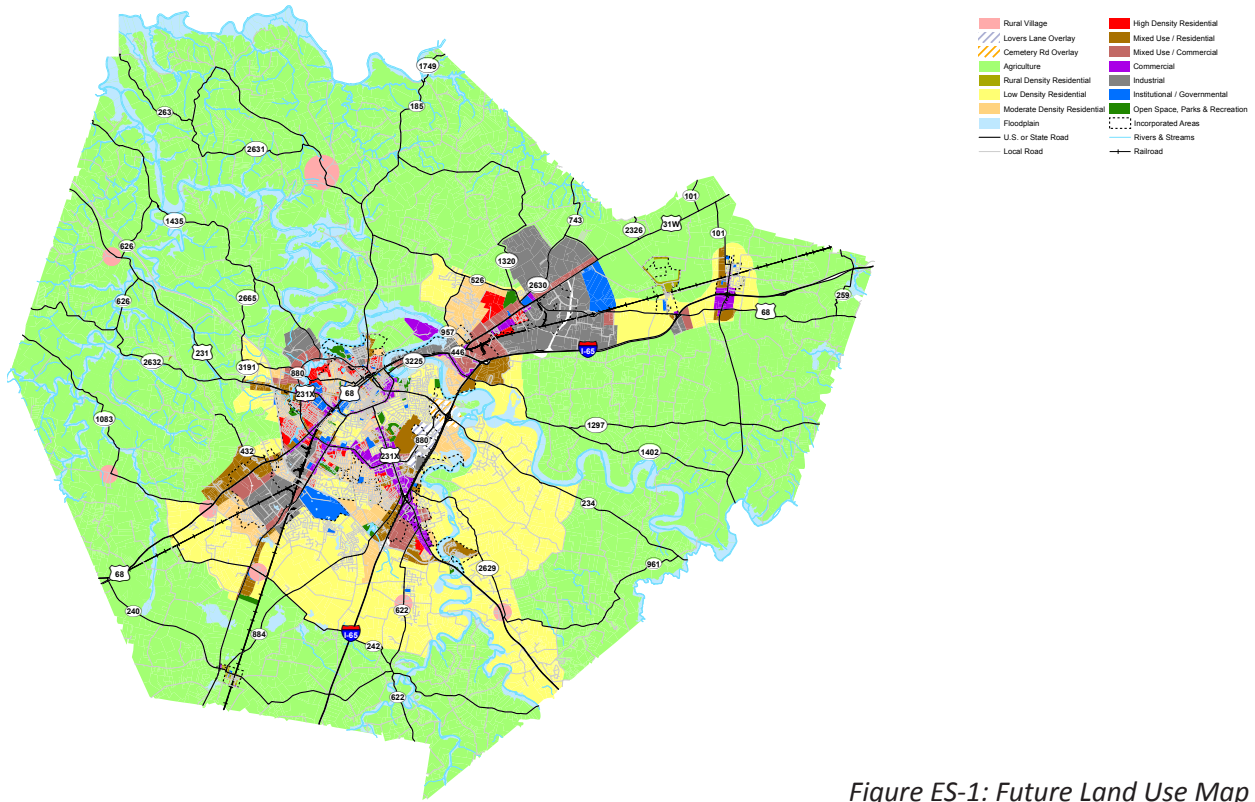 Rural Village
High Density Residential
Lovers Lane Overlay
Mixed Use / Residential
Cemetery Rd Overlay
Mixed Use / Commercial
Agriculture
Commercial
Rural Density Residential
Industrial
Low Density Residential
Institutional / Governmental
Moderate Density Residential
Open Space, Parks & Recreation
Floodplain
Incorporated Areas
U.S. or State Road
Rivers & Streams
Local Road
Railroad
1749
185
263
2631
101
743
31W
2326
1435
101
626
1320
526
2630
259
626
2665
68
957
231
446
I-65
2632
3225
3191
880
231X
68
1083
1297
880
432
1402
231X
234
2629
961
68
240
622
884
I-65
242
622
Figure ES-1: Future Land Use Map